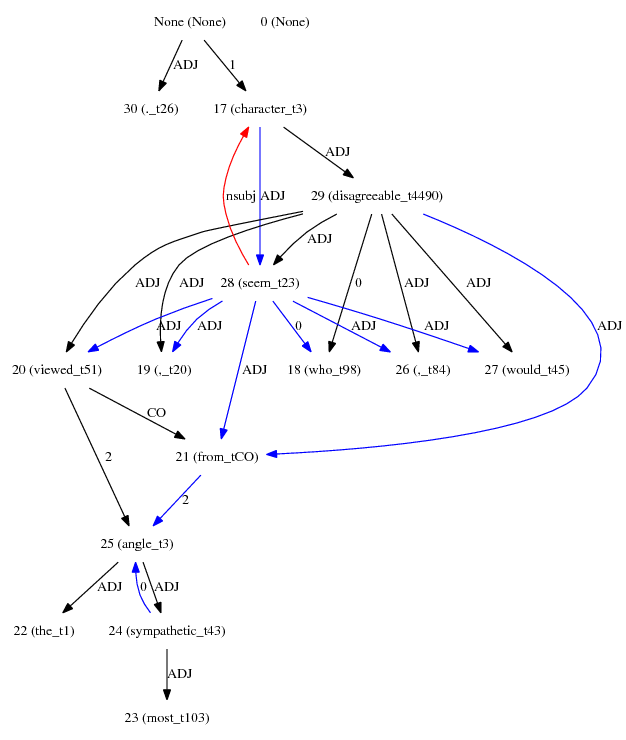 None (None) 0 (None)
ADJ 1
30 (._t26) 17 (character_t3)
ADJ
nsubj ADJ 29 (disagreeable_t4490)
ADJ
ADJ ADJ 28 (seem_t23) 0 ADJ ADJ
ADJ ADJ 0 ADJ ADJ ADJ
20 (viewed_t51) 19 (,_t20) ADJ 18 (who_t98) 26 (,_t84) 27 (would_t45)
CO
2 21 (from_tCO)
2
25 (angle_t3)
ADJ 0 ADJ
22 (the_t1) 24 (sympathetic_t43)
ADJ
23 (most_t103)